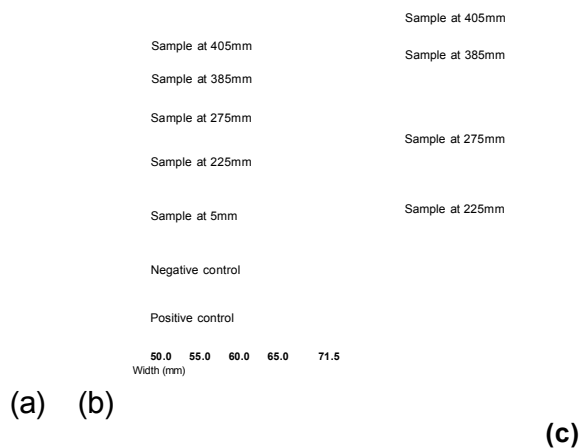 Sample at 405mm
Sample at 385mm
Sample at 275mm
Sample at 225mm
Sample at 5mm
Negative control
Positive control
50.0 55.0 60.0 65.0 71.5
Width (mm)
Sample at 405mm
Sample at 385mm
Sample at 275mm
Sample at 225mm
(a) (b)
(c)